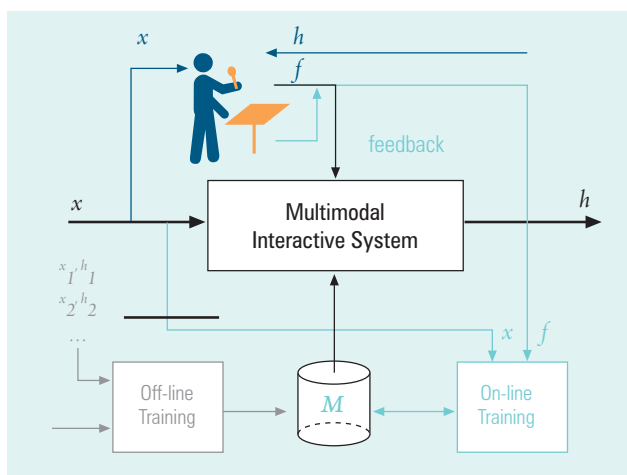 x
h
f
feedback
x
Multimodal
Interactive System
h
x1, h1
x2, h2
...
x
f
Off-line
Training
M
On-line
Training